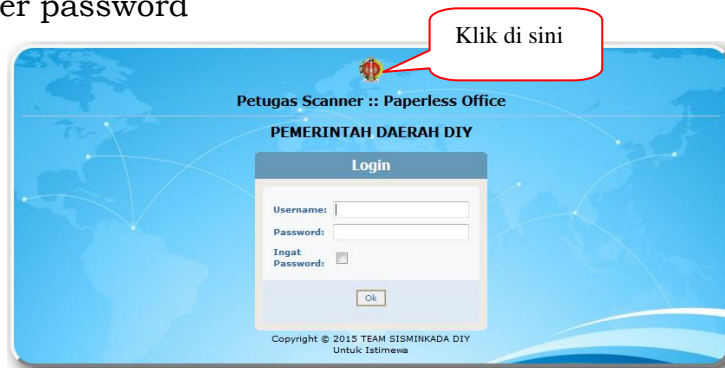 er password
Klik di sini
Petugas Scanner :: Paperless Office
PEMERINTAH DAERAH DIY
Login
Username:
Password:
Ingat
Password:
Ok
Copyright © 2015 TEAM SISMINKADA DIY
Untuk Istimewa